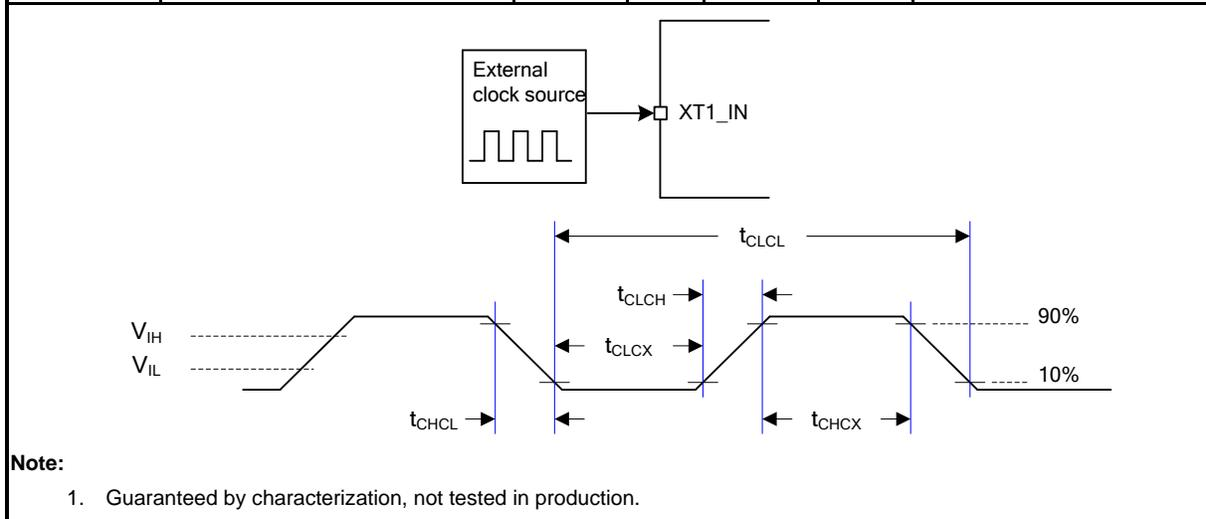 External
clock source
XT1_IN
tCLCL
tCLCH
VIH
90%
tCLCX
VIL
10%
tCHCL
tCHCX
Note:
1. Guaranteed by characterization, not tested in production.